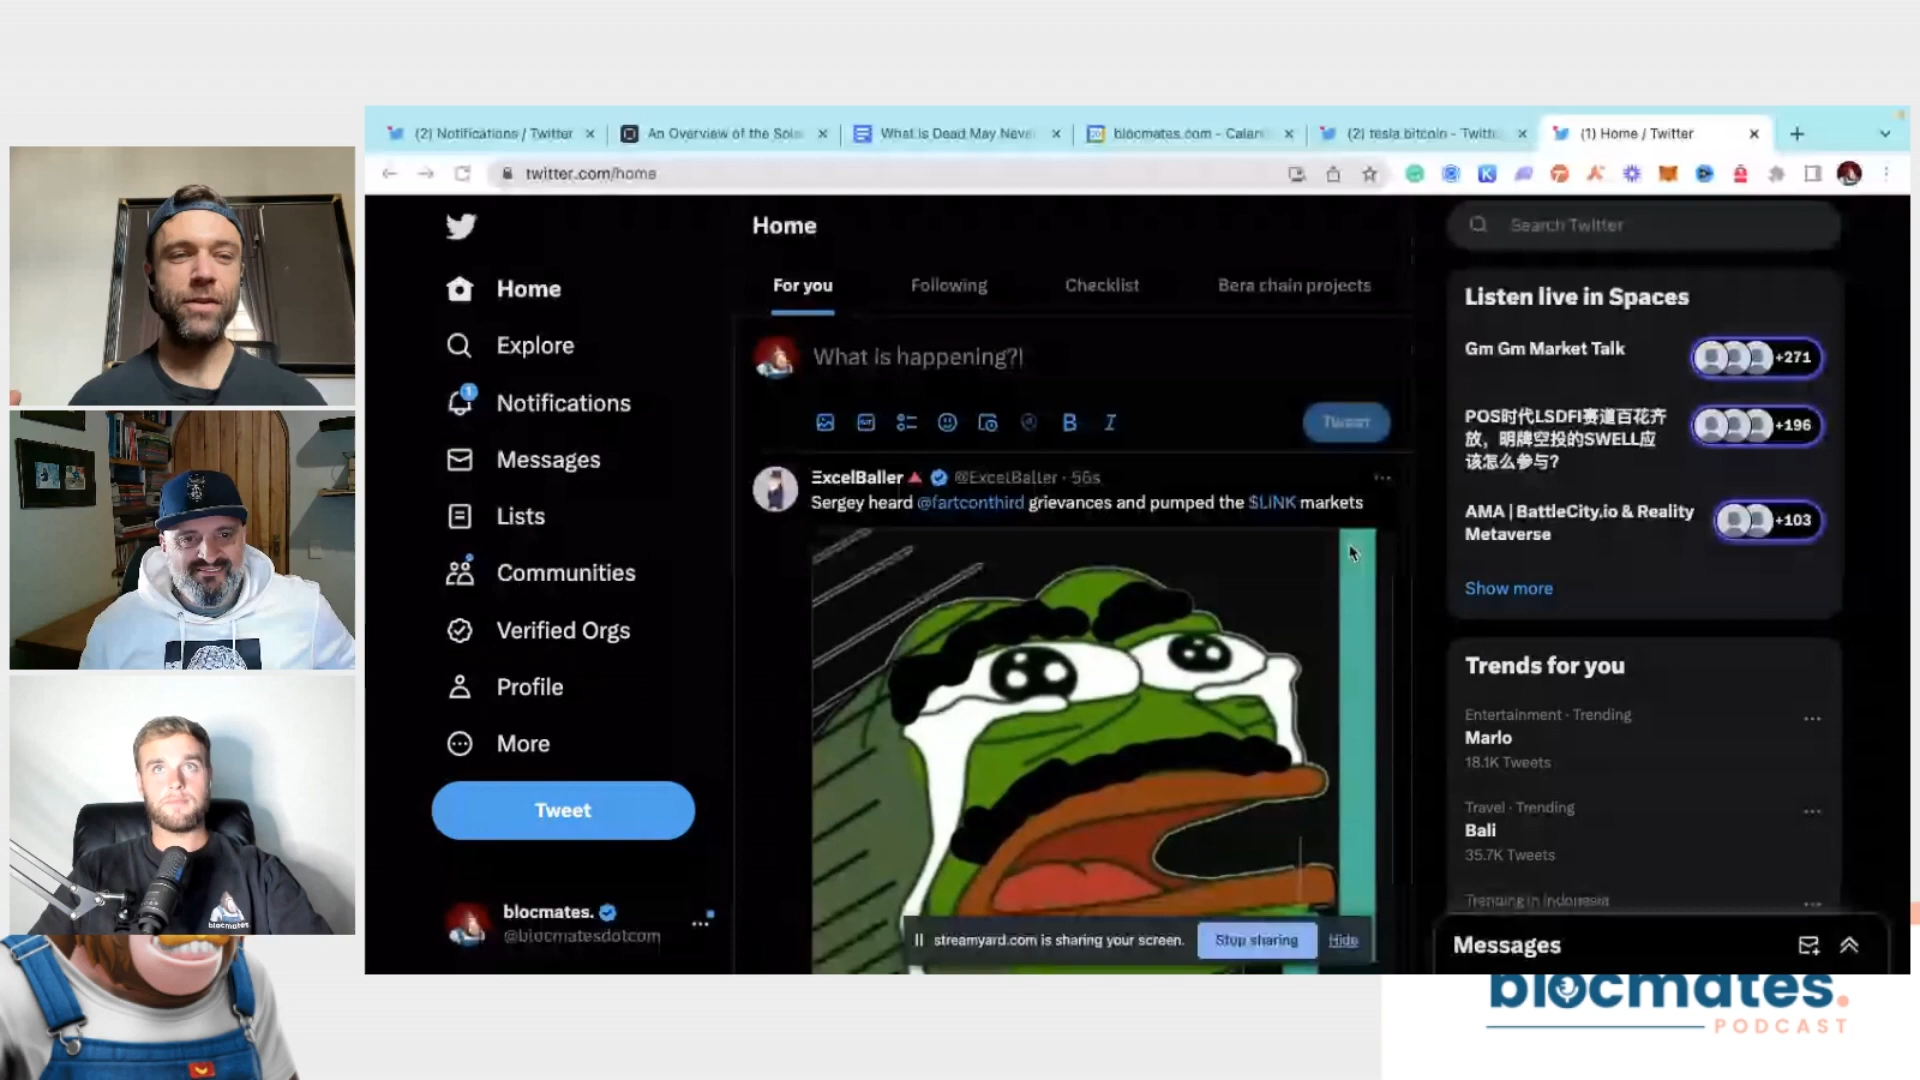 (2) Notifications / Twitter
An Overview of the Sola
What Is Dead May Neve
blocmates.com - Calan
(2) tesla bitcoin - Twitt
(1) Home / Twitter
twitter.com/home
Home
Explore
Notifications
1
Messages
Lists
Communities
Verified Orgs
Profile
More
Tweet
blocmates.
@blocmatesdotcom
Home
For you
Following
Checklist
Bera chain projects
What is happening?!
GIF
B I
Tweet
ΞxcelBaller @ExcelBaller · 56s
Sergey heard @fartconthird grievances and pumped the $LINK markets
streamyard.com is sharing your screen.
Stop sharing
Hide
Search Twitter
Listen live in Spaces
Gm Gm Market Talk
+271
POS时代LSDFI赛道百花齐
放，明牌空投的SWELL应
该怎么参与?
+196
AMA | BattleCity.io & Reality
Metaverse
+103
Show more
Trends for you
Entertainment · Trending
Marlo
18.1K Tweets
Travel · Trending
Bali
35.7K Tweets
Trending in Indonesia
Messages
blocmates
blocmates.
PODCAST